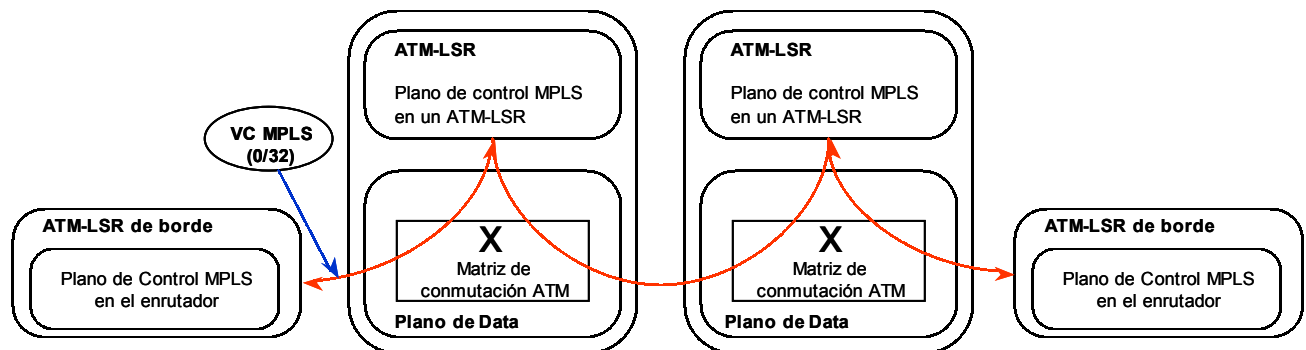 ATM-LSR
Plano de control MPLS
en un ATM-LSR
ATM-LSR
Plano de control MPLS
en un ATM-LSR
VC MPLS
(0/32)
ATM-LSR de borde
Plano de Control MPLS
en el enrutador
X
Matriz de
conmutación ATM
Plano de Data
X
Matriz de
conmutación ATM
Plano de Data
ATM-LSR de borde
Plano de Control MPLS
en el enrutador